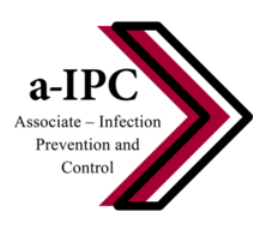 a-IPC
Associate – Infection
Prevention and
Control